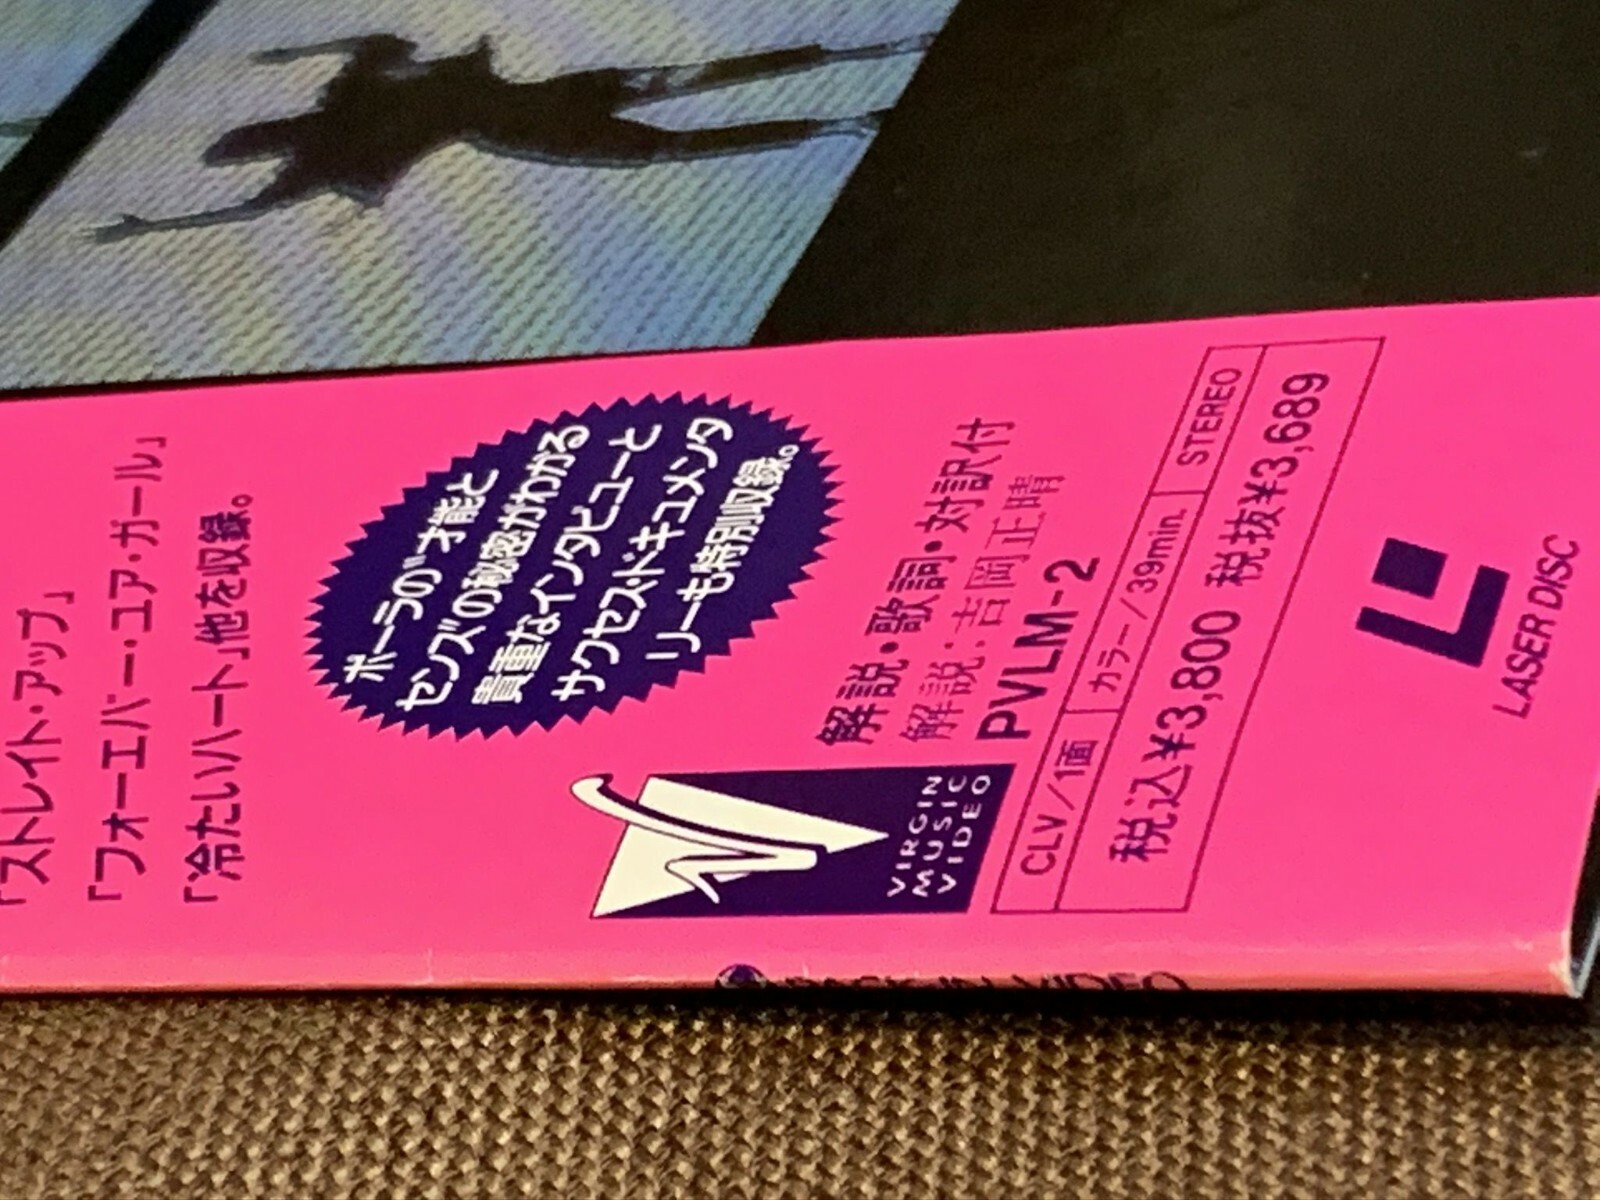 「ストレイト・アップ」
「フォーエバー・ユア・ガール」
「冷たいハート」他を収録。
ポーラの才能と
センスの秘密がわかる
貴重なインタビューと
サクセス・ドキュメンタ
リーも特別収録。
VIRGIN
MUSIC
VIDEO
解説・歌詞・対訳付
解説・吉岡正晴
PVLM-2
CLV/1面 カラー/39min. STEREO
税込¥3,800 税抜¥3,689
LASER DISC
VIDEO